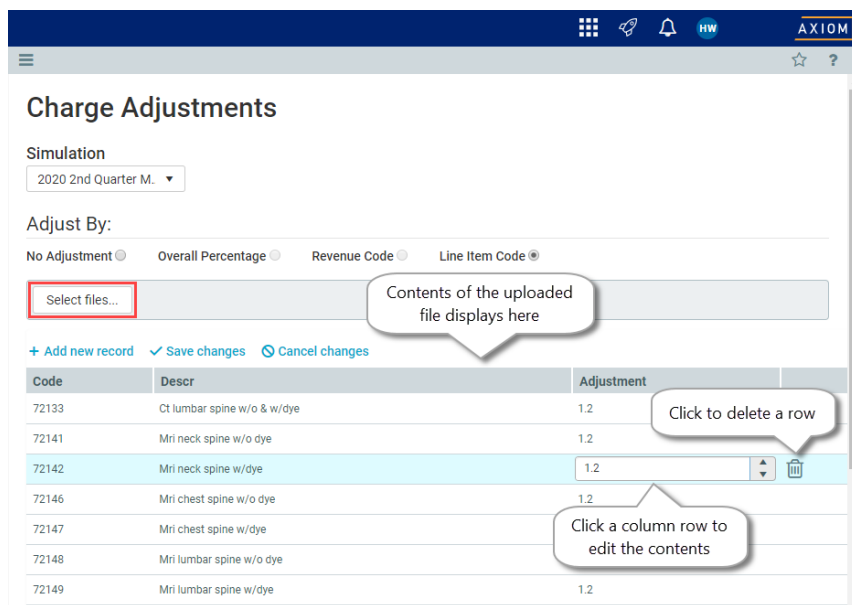 HW
AXIOM
?
Charge Adjustments
Simulation
2020 2nd Quarter M.
Adjust By:
No Adjustment Overall Percentage Revenue Code Line Item Code
Select files...
Contents of the uploaded
file displays here
+ Add new record Save changes Cancel changes
Code Descr Adjustment
72133 Ct lumbar spine w/o & w/dye 1.2
Click to delete a row
72141 Mri neck spine w/o dye 1.2
72142 Mri neck spine w/dye 1.2
72146 Mri chest spine w/o dye 1.2
72147 Mri chest spine w/dye
Click a column row to
edit the contents
72148 Mri lumbar spine w/o dye
72149 Mri lumbar spine w/dye 1.2